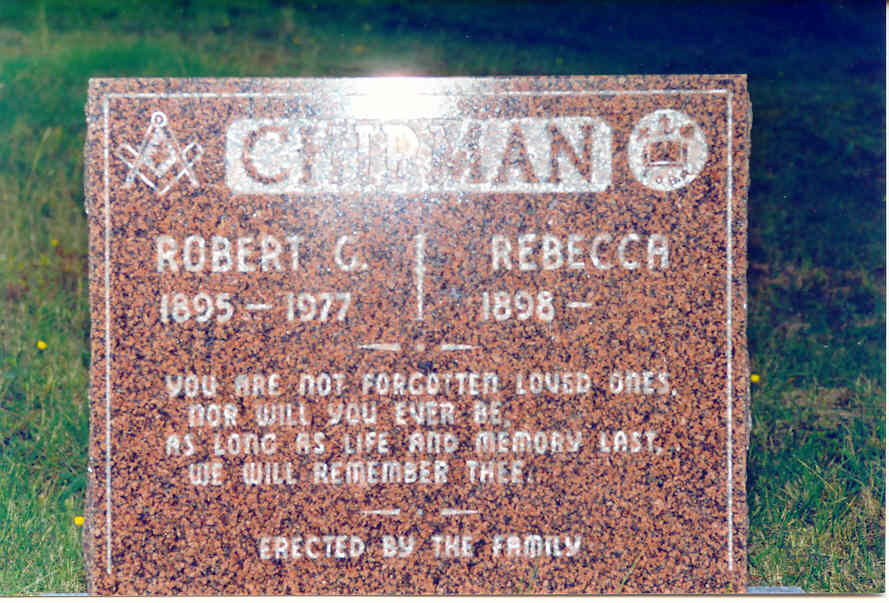 CHIPMAN
ROBERT C. REBECCA
1895 - 1977 1898 -
YOU ARE NOT FORGOTTEN LOVED ONES,
NOR WILL YOU EVER BE,
AS LONG AS LIFE AND MEMORY LAST,
WE WILL REMEMBER THEE.
ERECTED BY THE FAMILY